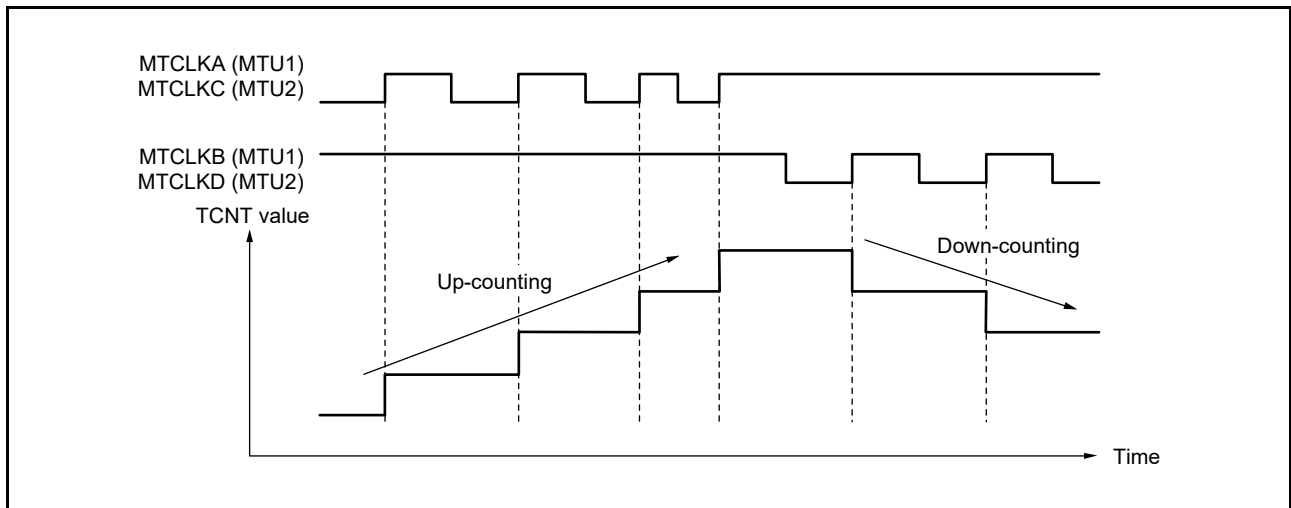 MTCLKA (MTU1)
MTCLKC (MTU2)
MTCLKB (MTU1)
MTCLKD (MTU2)
TCNT value
Down-counting
Up-counting
Time